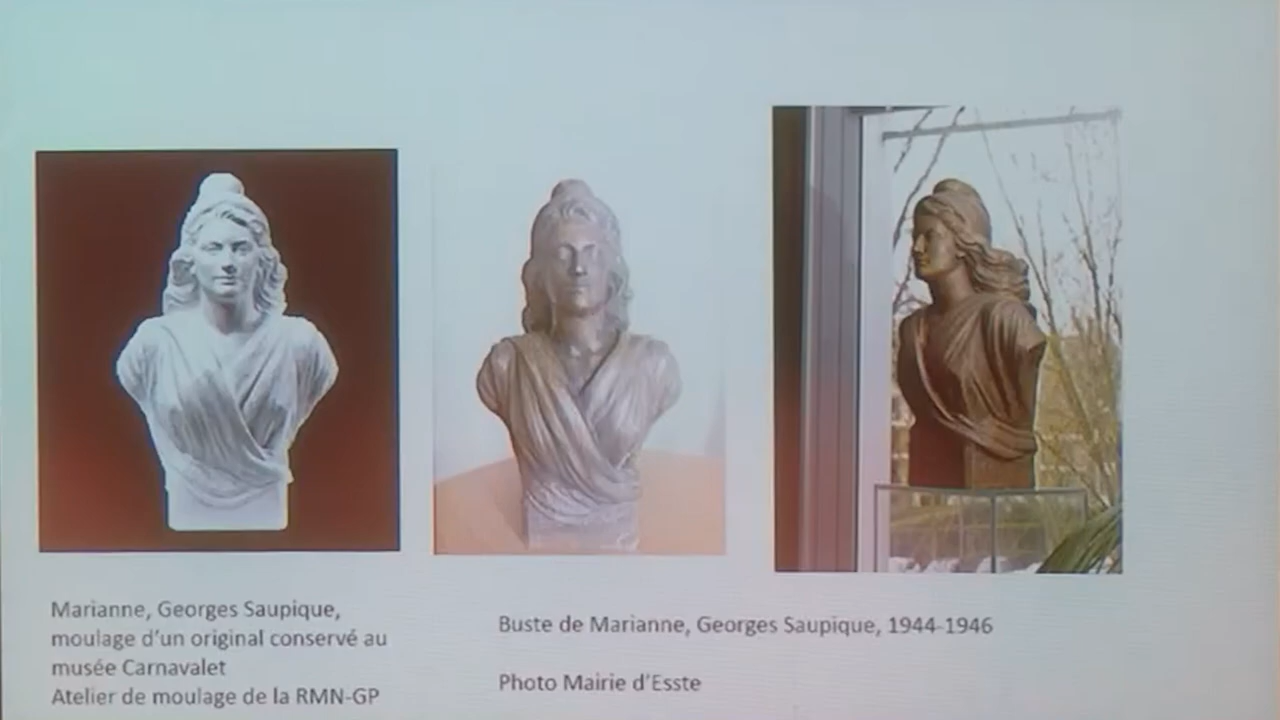 Marianne, Georges Saupique,
moulage d'un original conservé au
musée Carnavalet
Atelier de moulage de la RMN-GP
Buste de Marianne, Georges Saupique, 1944-1946
Photo Mairie d'Esste